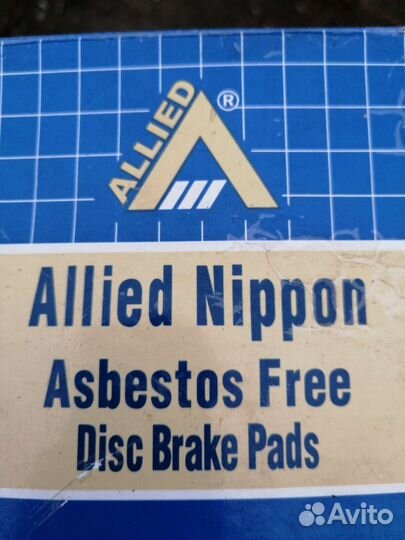 ALLIED
®
Allied Nippon
Asbestos Free
Disc Brake Pads
Avito